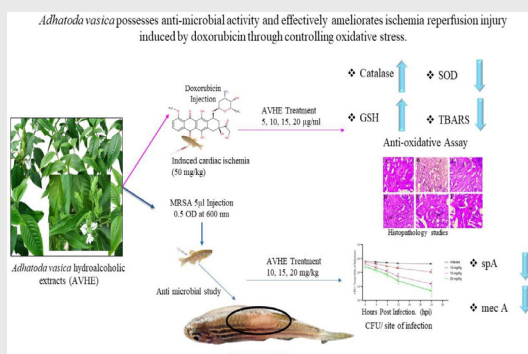 Adhatoda vasica possesses anti-microbial activity and effectively ameliorates ischemia reperfusion injury
induced by doxorubicin through controlling oxidative stress.
Doxorubicin
Injection
AVHE Treatment
5, 10, 15, 20 µg/ml
Induced cardiac ischemia
(50 mg/kg)
❖ Catalase
❖ SOD
❖ GSH
❖ TBARS
Anti-oxidative Assay
Histopathology studies
MRSA 5µl Injection
0.5 OD at 600 nm
Adhatoda vasica hydroalcoholic
extracts (AVHE)
AVHE Treatment
10, 15, 20 mg/kg
Anti microbial study
Hours Post Infection. (hpi)
CFU/ site of infection
❖ spA
❖ mec A